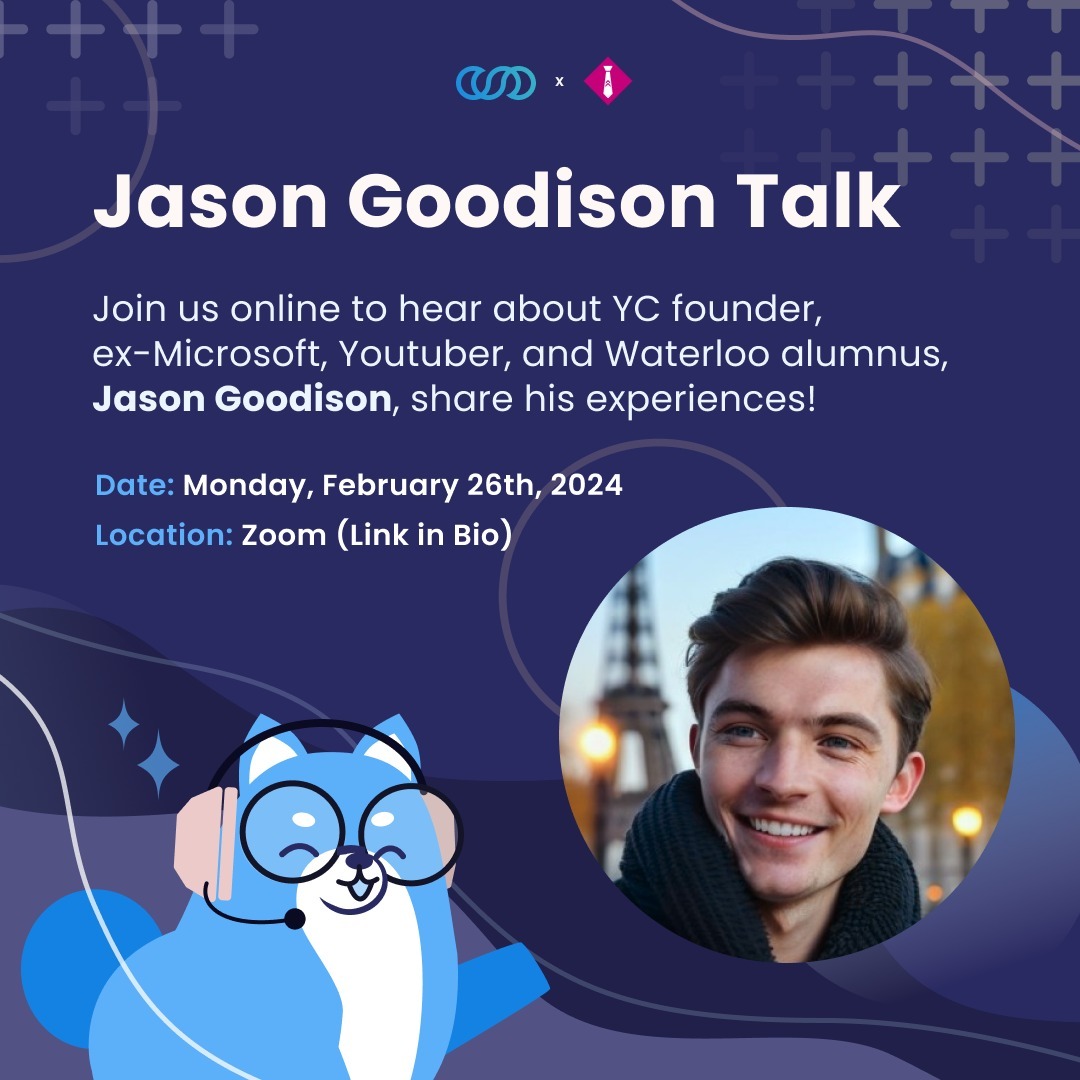 x
Jason Goodison Talk
Join us online to hear about YC founder,
ex-Microsoft, Youtuber, and Waterloo alumnus,
Jason Goodison, share his experiences!
Date: Monday, February 26th, 2024
Location: Zoom (Link in Bio)